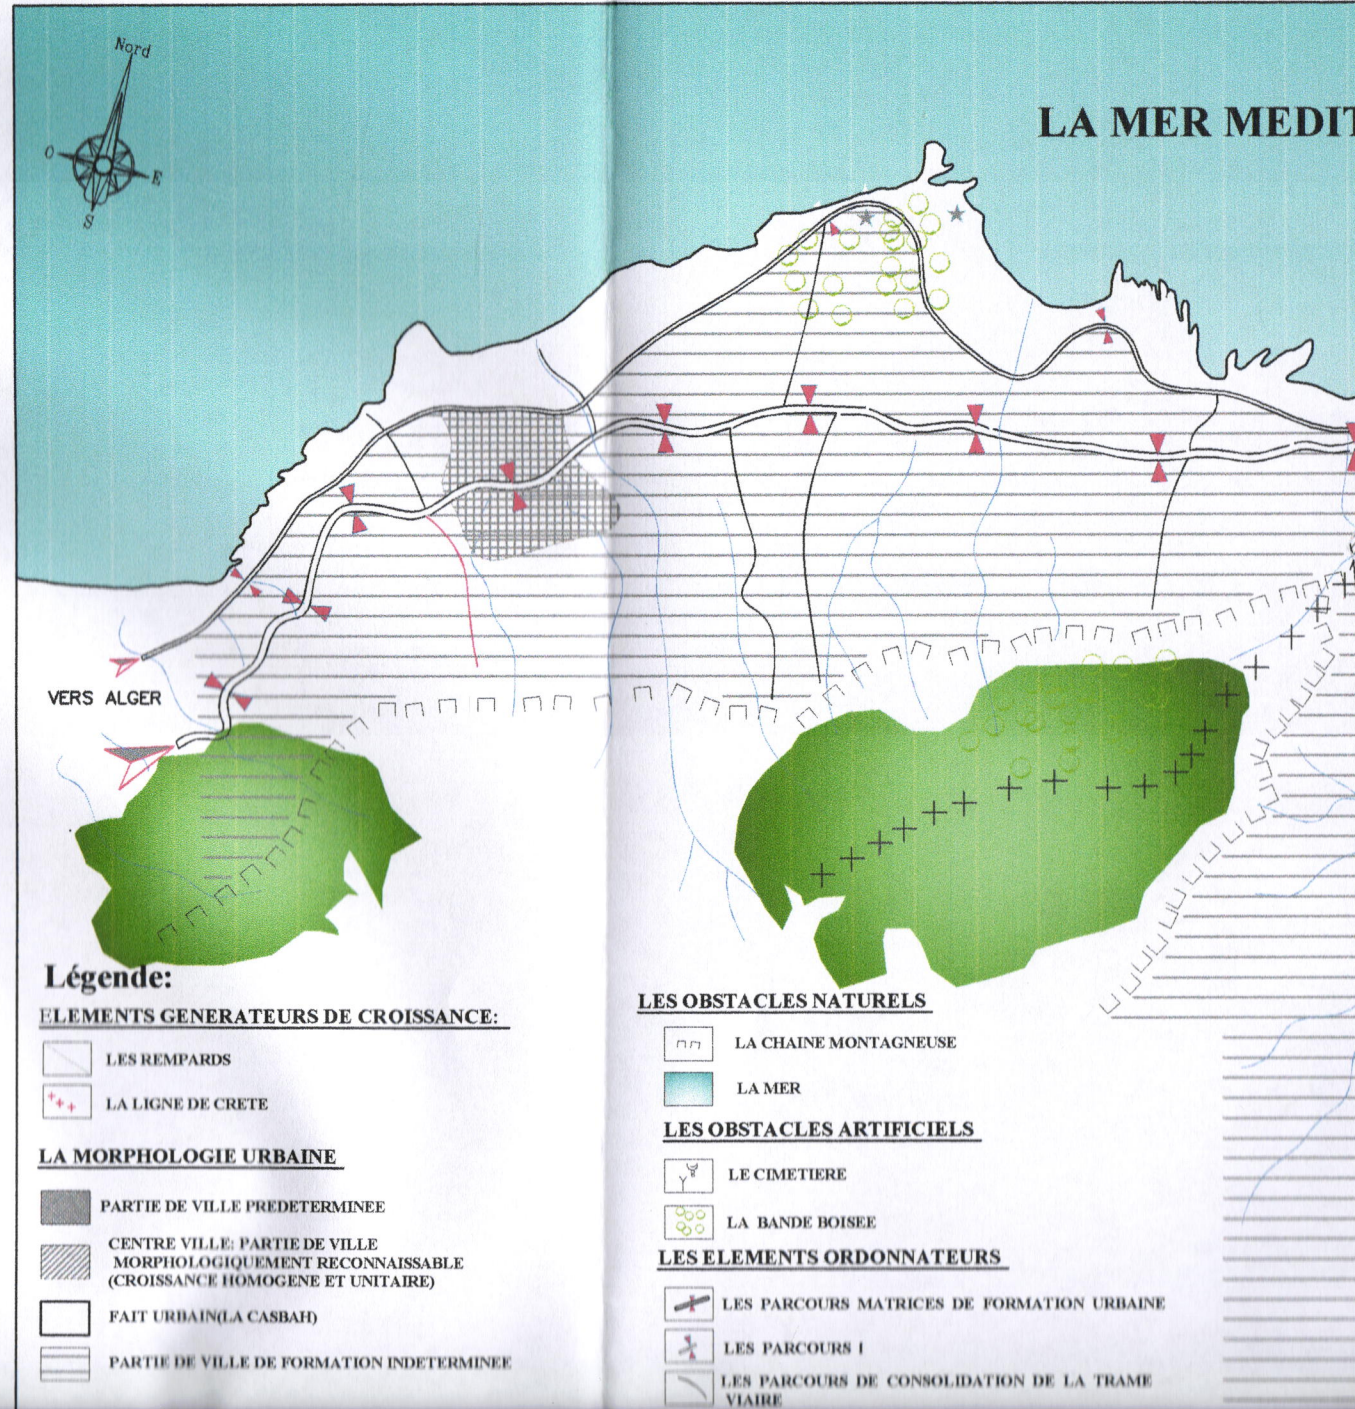 Nord
O
E
S
LA MER MEDIT
VERS ALGER
Légende:
ELEMENTS GENERATEURS DE CROISSANCE:
LES REMPARDS
LA LIGNE DE CRETE
LA MORPHOLOGIE URBAINE
PARTIE DE VILLE PREDETERMINEE
CENTRE VILLE: PARTIE DE VILLE
MORPHOLOGIQUEMENT RECONNAISSABLE
(CROISSANCE HOMOGENE ET UNITAIRE)
FAIT URBAIN(LA CASBAH)
PARTIE DE VILLE DE FORMATION INDETERMINEE
LES OBSTACLES NATURELS
LA CHAINE MONTAGNEUSE
LA MER
LES OBSTACLES ARTIFICIELS
LE CIMETIERE
LA BANDE BOISEE
LES ELEMENTS ORDONNATEURS
LES PARCOURS MATRICES DE FORMATION URBAINE
LES PARCOURS I
LES PARCOURS DE CONSOLIDATION DE LA TRAME
VIAIRE